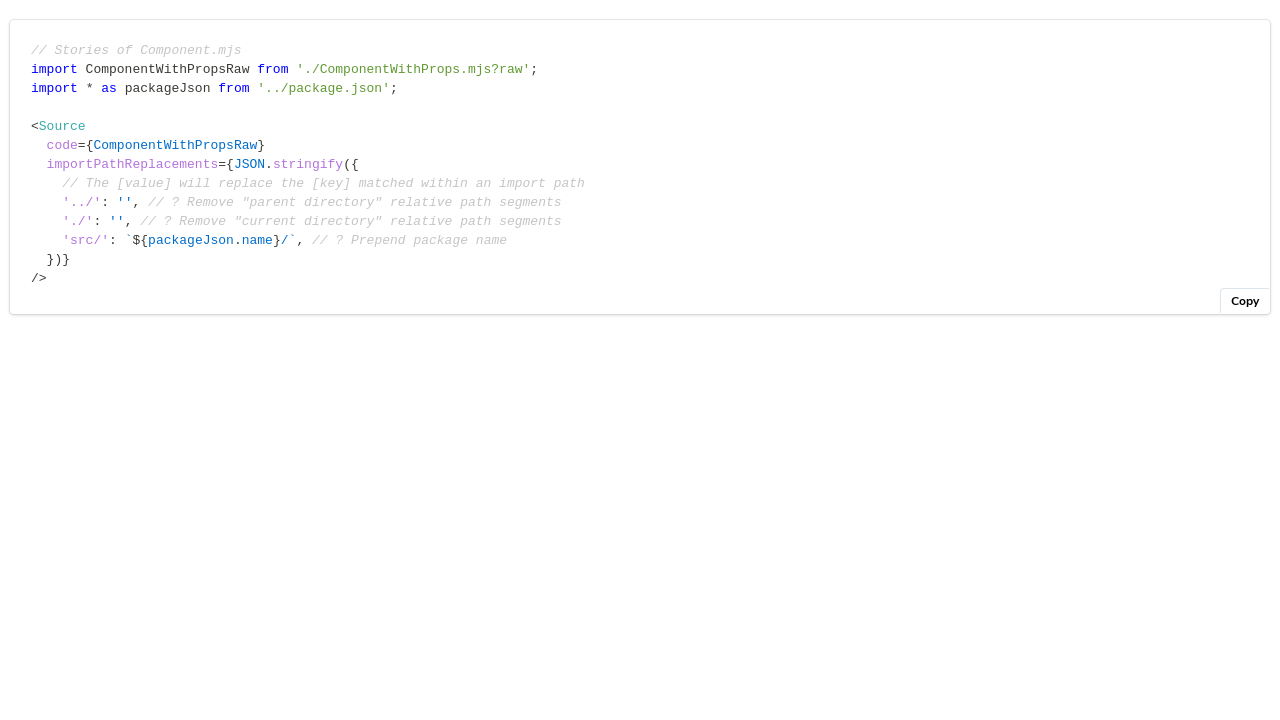 // Stories of Component.mjs
import ComponentWithPropsRaw from './ComponentWithProps.mjs?raw';
import * as packageJson from '../package.json';

<Source
  code={ComponentWithPropsRaw}
  importPathReplacements={JSON.stringify({
    // The [value] will replace the [key] matched within an import path
    '../': '', // ? Remove "parent directory" relative path segments
    './': '', // ? Remove "current directory" relative path segments
    'src/': `${packageJson.name}/`, // ? Prepend package name
  })}
/>
Copy